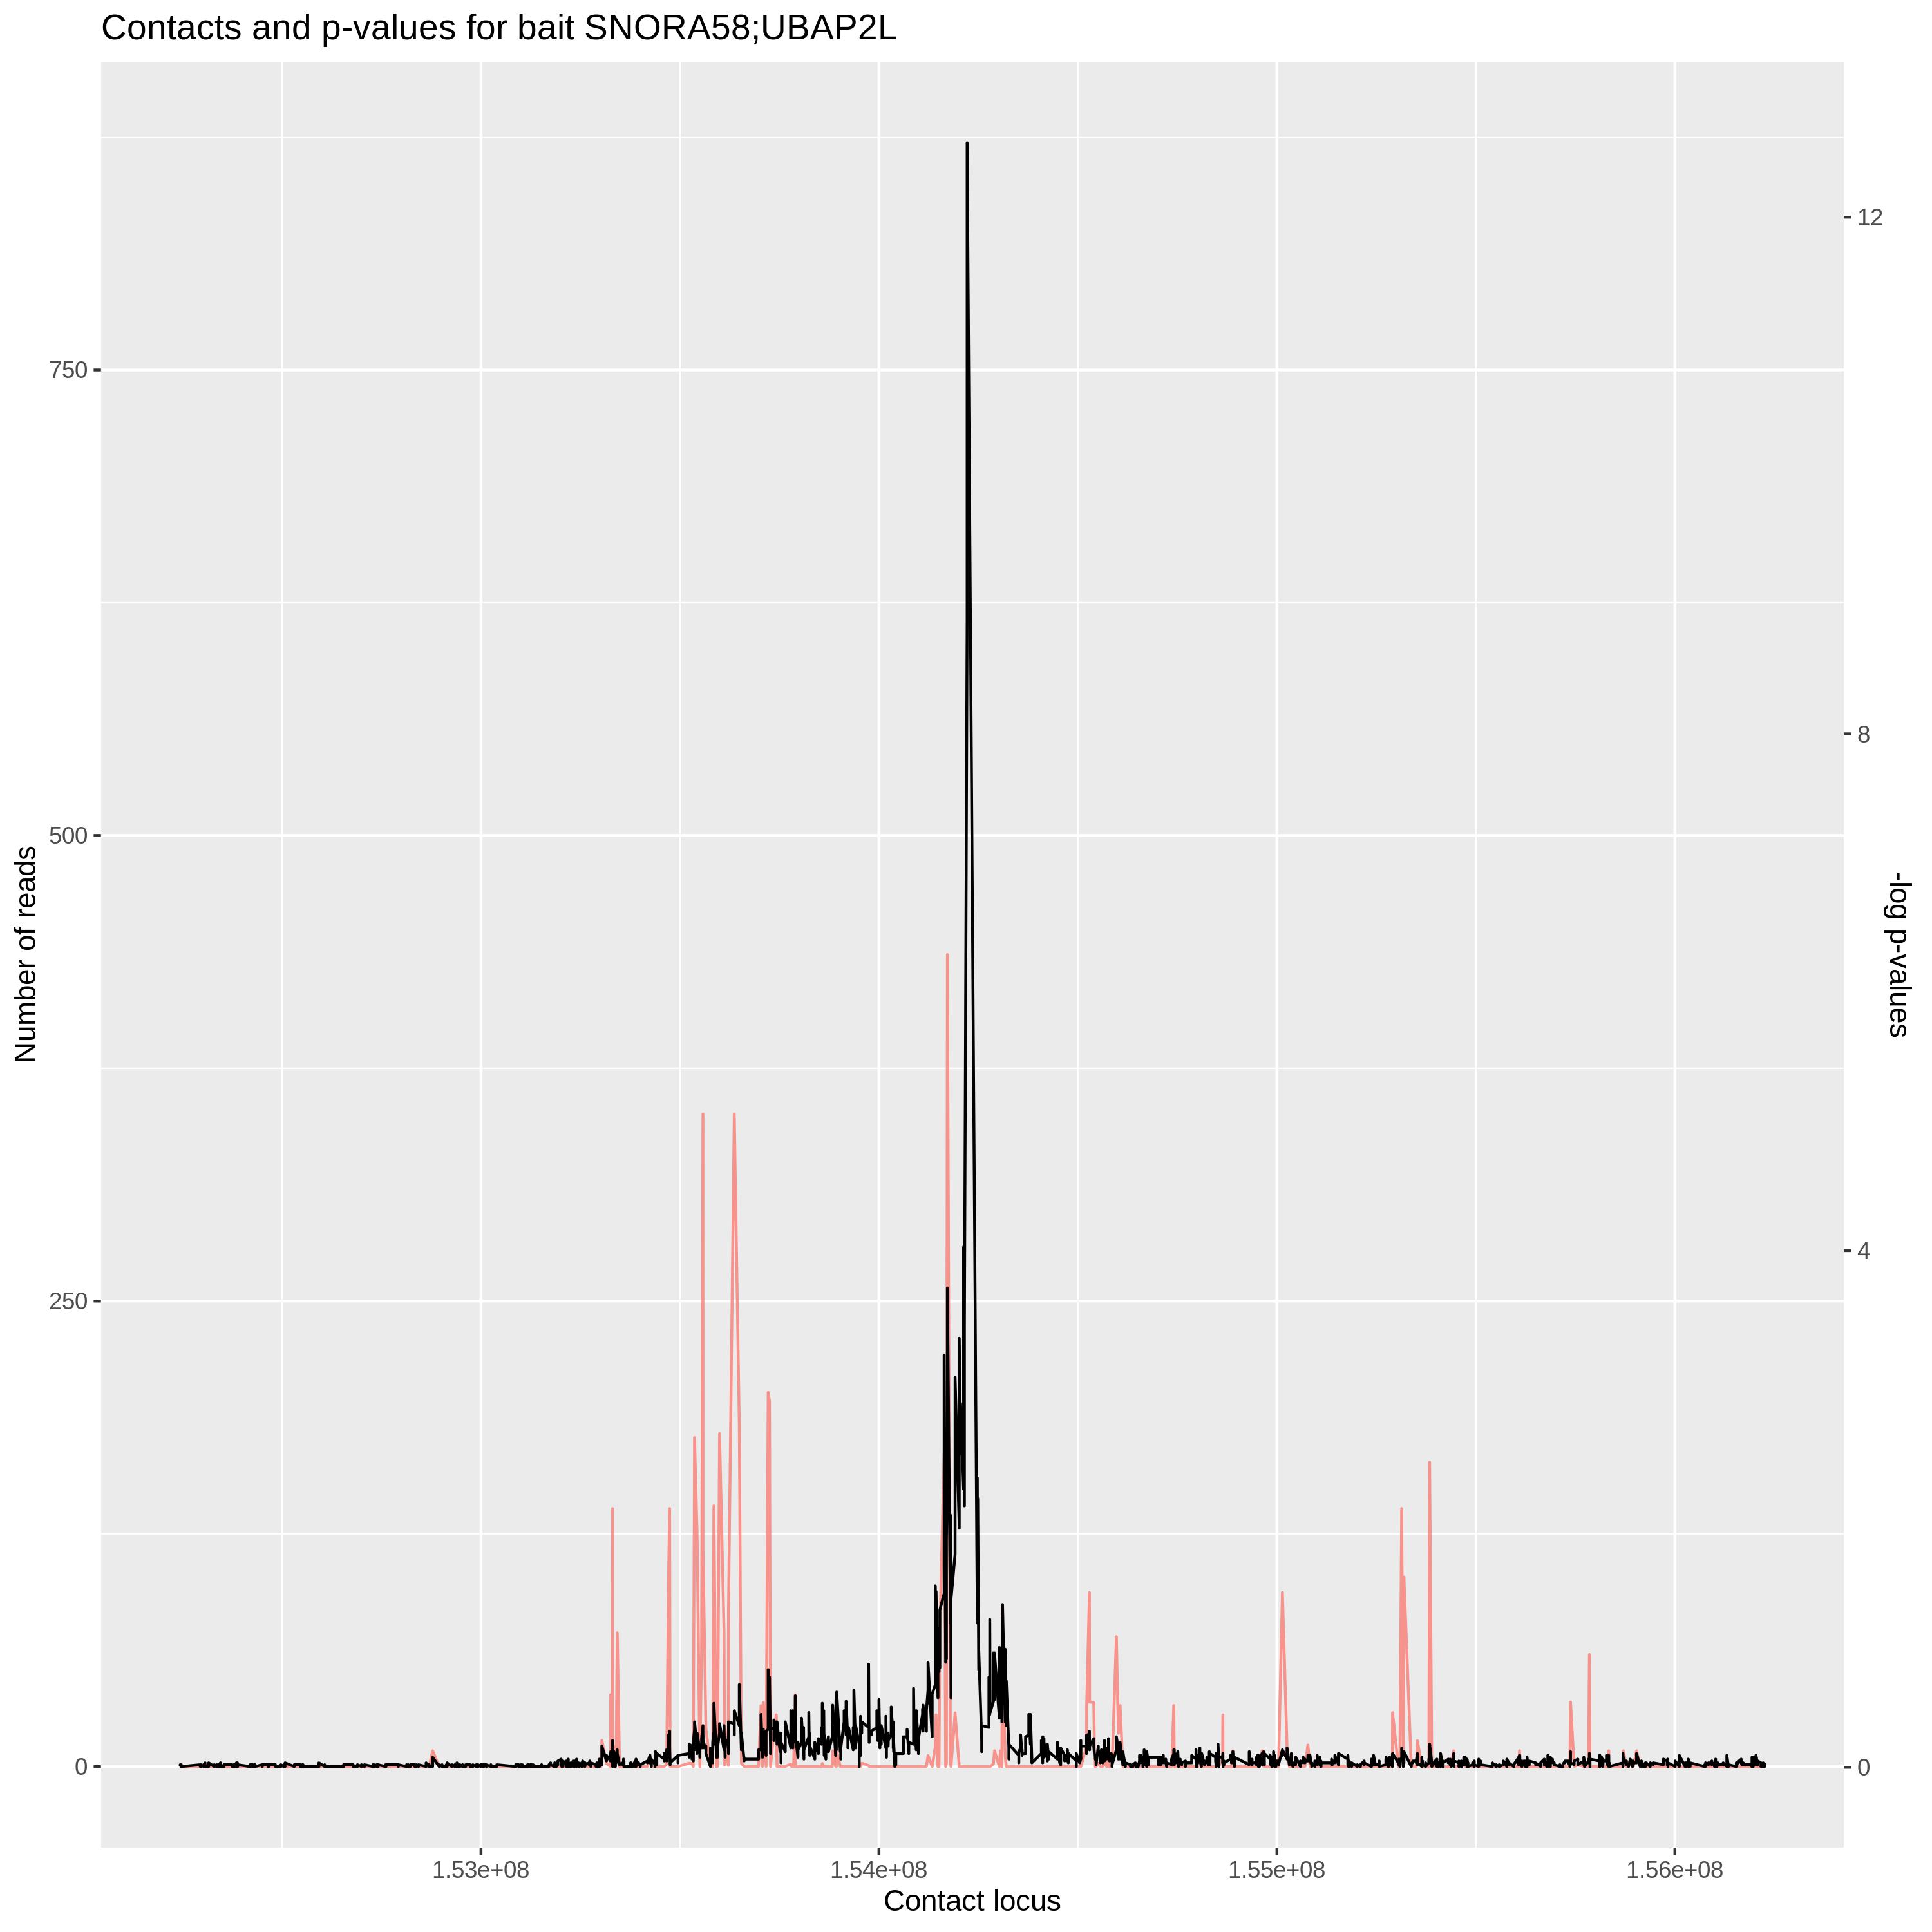 Contacts and p-values for bait SNORA58;UBAP2L
750
500
250
0
Number of reads
12
8
4
0
-log p-values
1.53e+08
1.54e+08
1.55e+08
1.56e+08
Contact locus